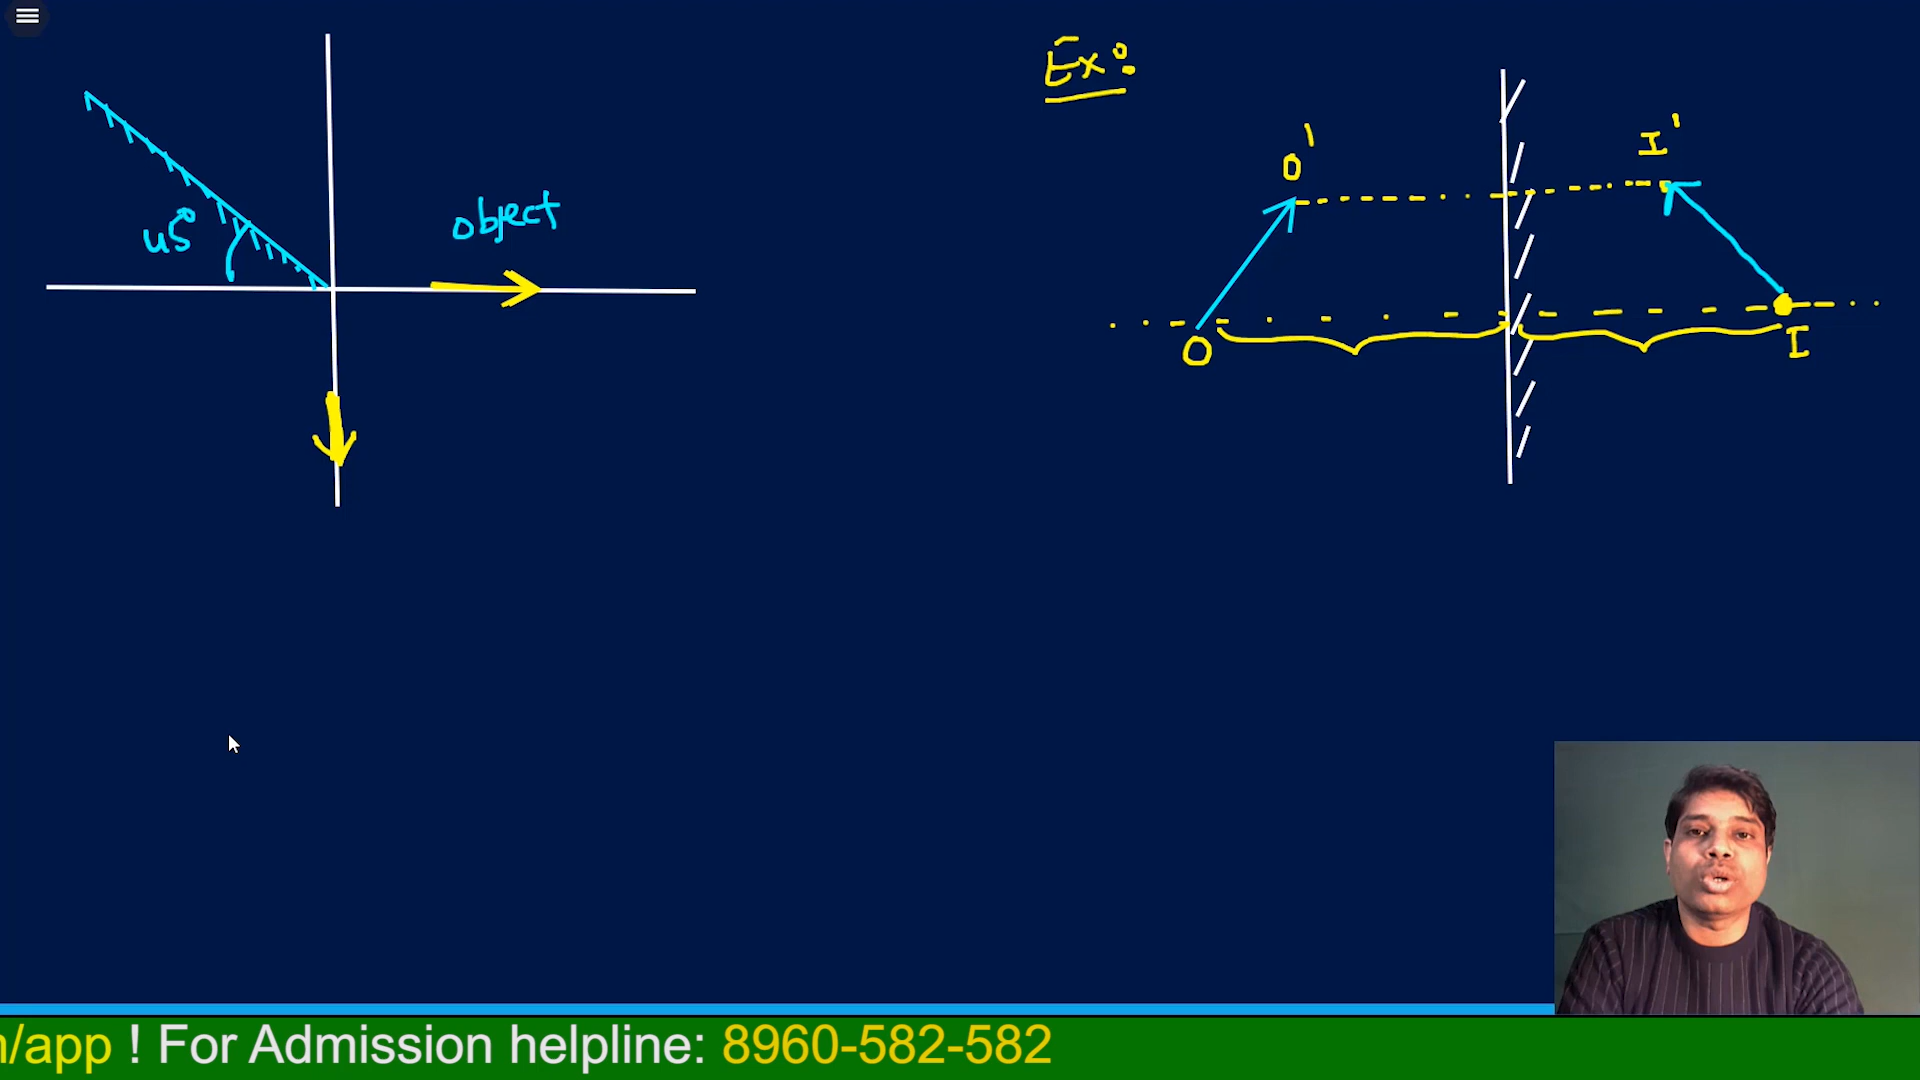 Ex:
O'
I'
45°
object
O
I
n/app ! For Admission helpline: 8960-582-582